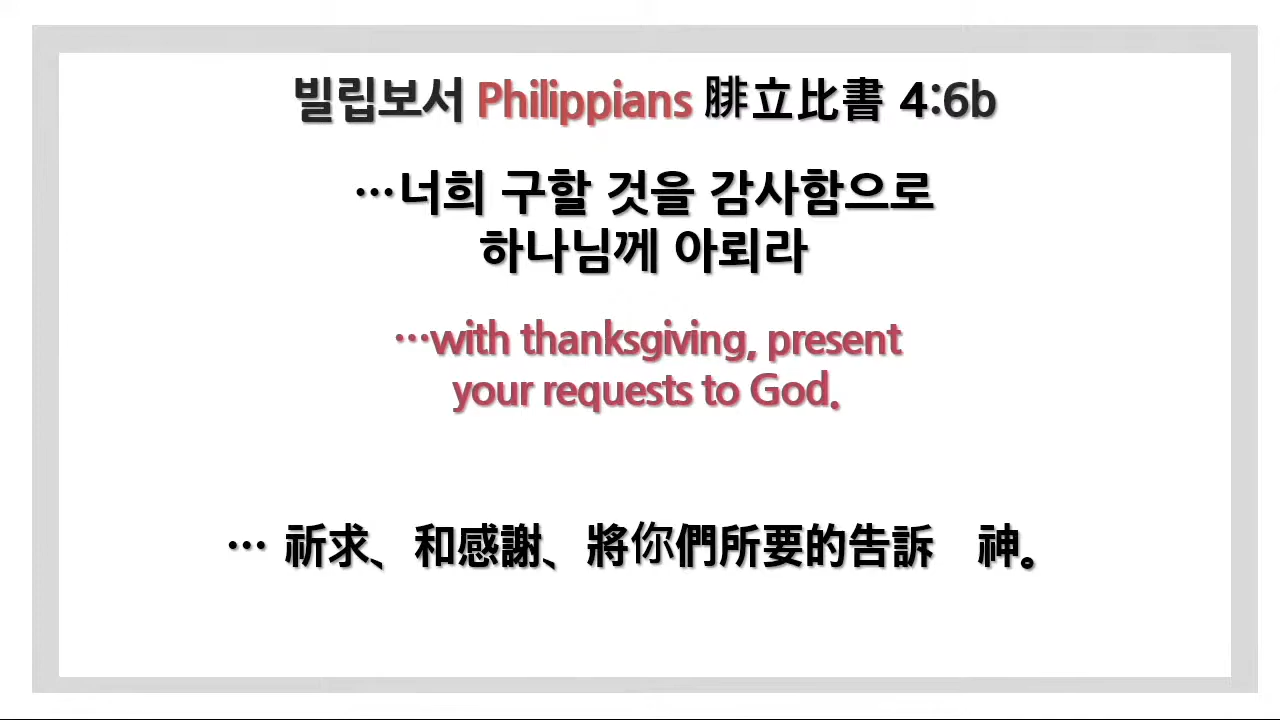 빌립보서 Philippians 腓立比書 4:6b
…너희 구할 것을 감사함으로
하나님께 아뢰라
…with thanksgiving, present
your requests to God.
… 祈求、和感謝、將你們所要的告訴　神。